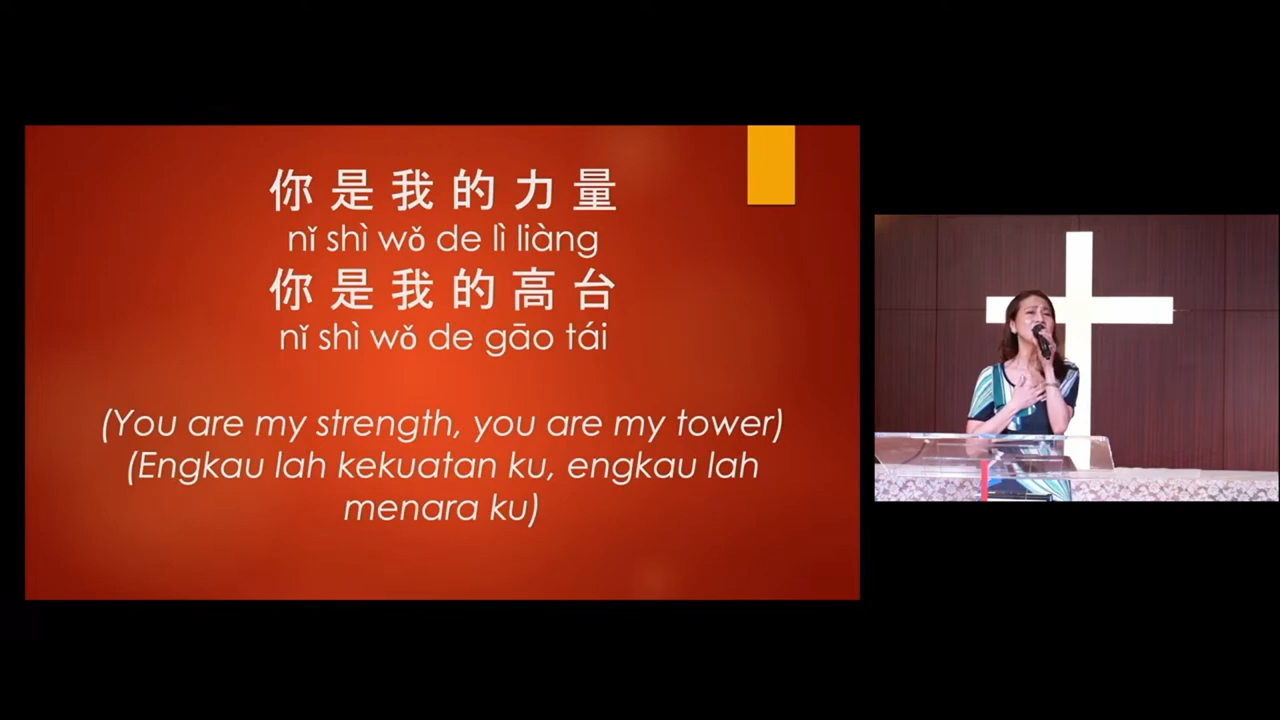 你 是 我 的 力 量
nǐ shì wǒ de lì liàng
你 是 我 的 高 台
nǐ shì wǒ de gāo tái
(You are my strength, you are my tower)
(Engkau lah kekuatan ku, engkau lah
menara ku)